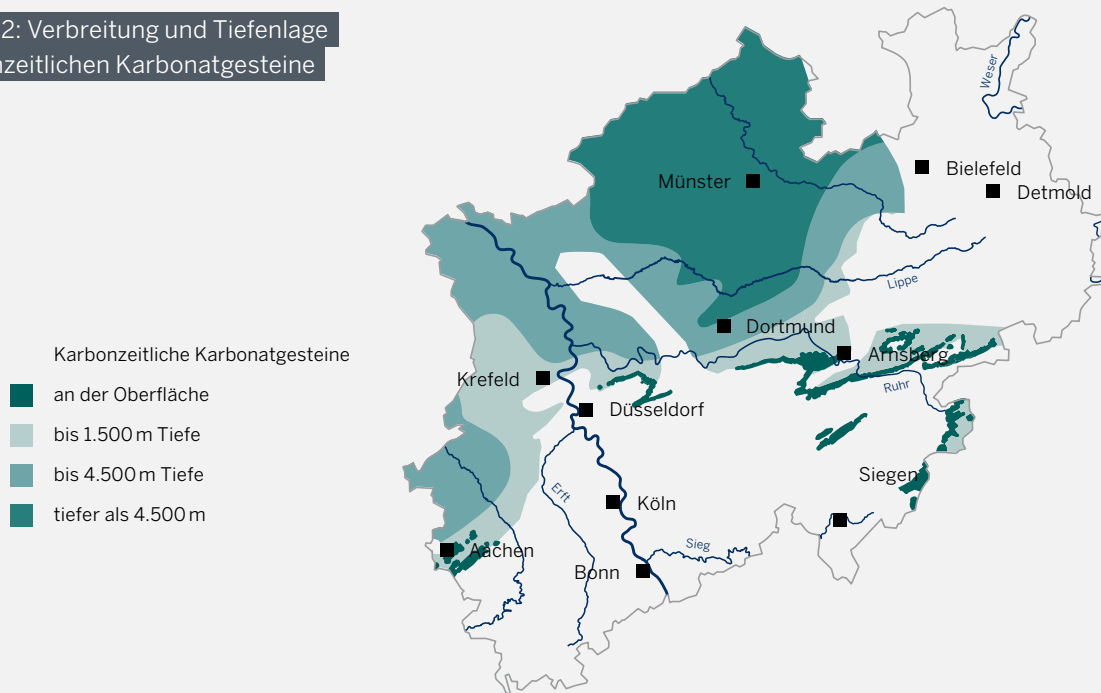 2: Verbreitung und Tiefenlage
nzeitlichen Karbonatgesteine
Weser
Bielefeld
Münster
Detmold
Lippe
Dortmund
Karbonzeitliche Karbonatgesteine
Arnsberg
Krefeld
Ruhr
an der Oberfläche
Düsseldorf
bis 1.500 m Tiefe
bis 4.500 m Tiefe
Siegen
Erft
Köln
tiefer als 4.500 m
Sieg
Aachen
Bonn